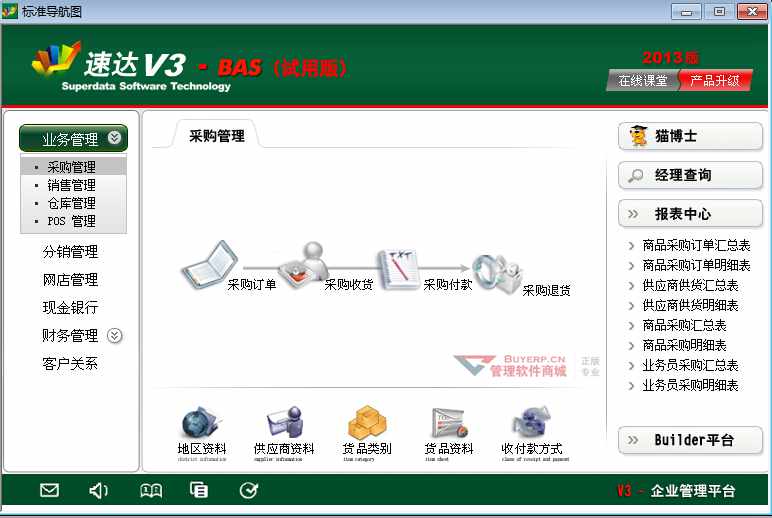 标准导航图
速达V3 - BAS（试用版）
Superdata Software Technology
2013版
在线课堂 产品升级
业务管理
采购管理
销售管理
仓库管理
POS 管理
分销管理
网店管理
现金银行
财务管理
客户关系
采购管理
采购订单
采购收货
TXT
采购付款
采购退货
BUYERP.CN
管理软件商城
正版
专业
地区资料
district information
供应商资料
supplier information
货品类别
item category
货品资料
item sheet
收付款方式
class of receipt and payment
猫博士
经理查询
报表中心
商品采购订单汇总表
商品采购订单明细表
供应商供货汇总表
供应商供货明细表
商品采购汇总表
商品采购明细表
业务员采购汇总表
业务员采购明细表
Builder平台
V3 - 企业管理平台